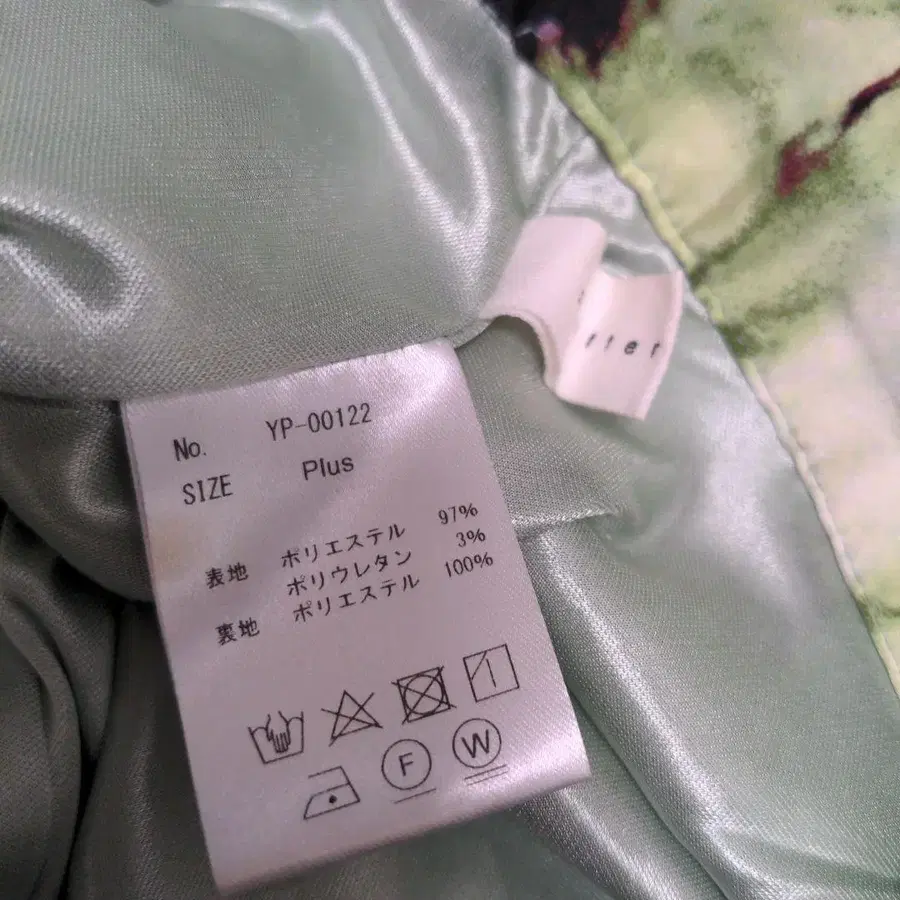 rter
No. YP-00122
SIZE Plus
表地 ポリエステル 97%
ポリウレタン 3%
裏地 ポリエステル 100%
F W